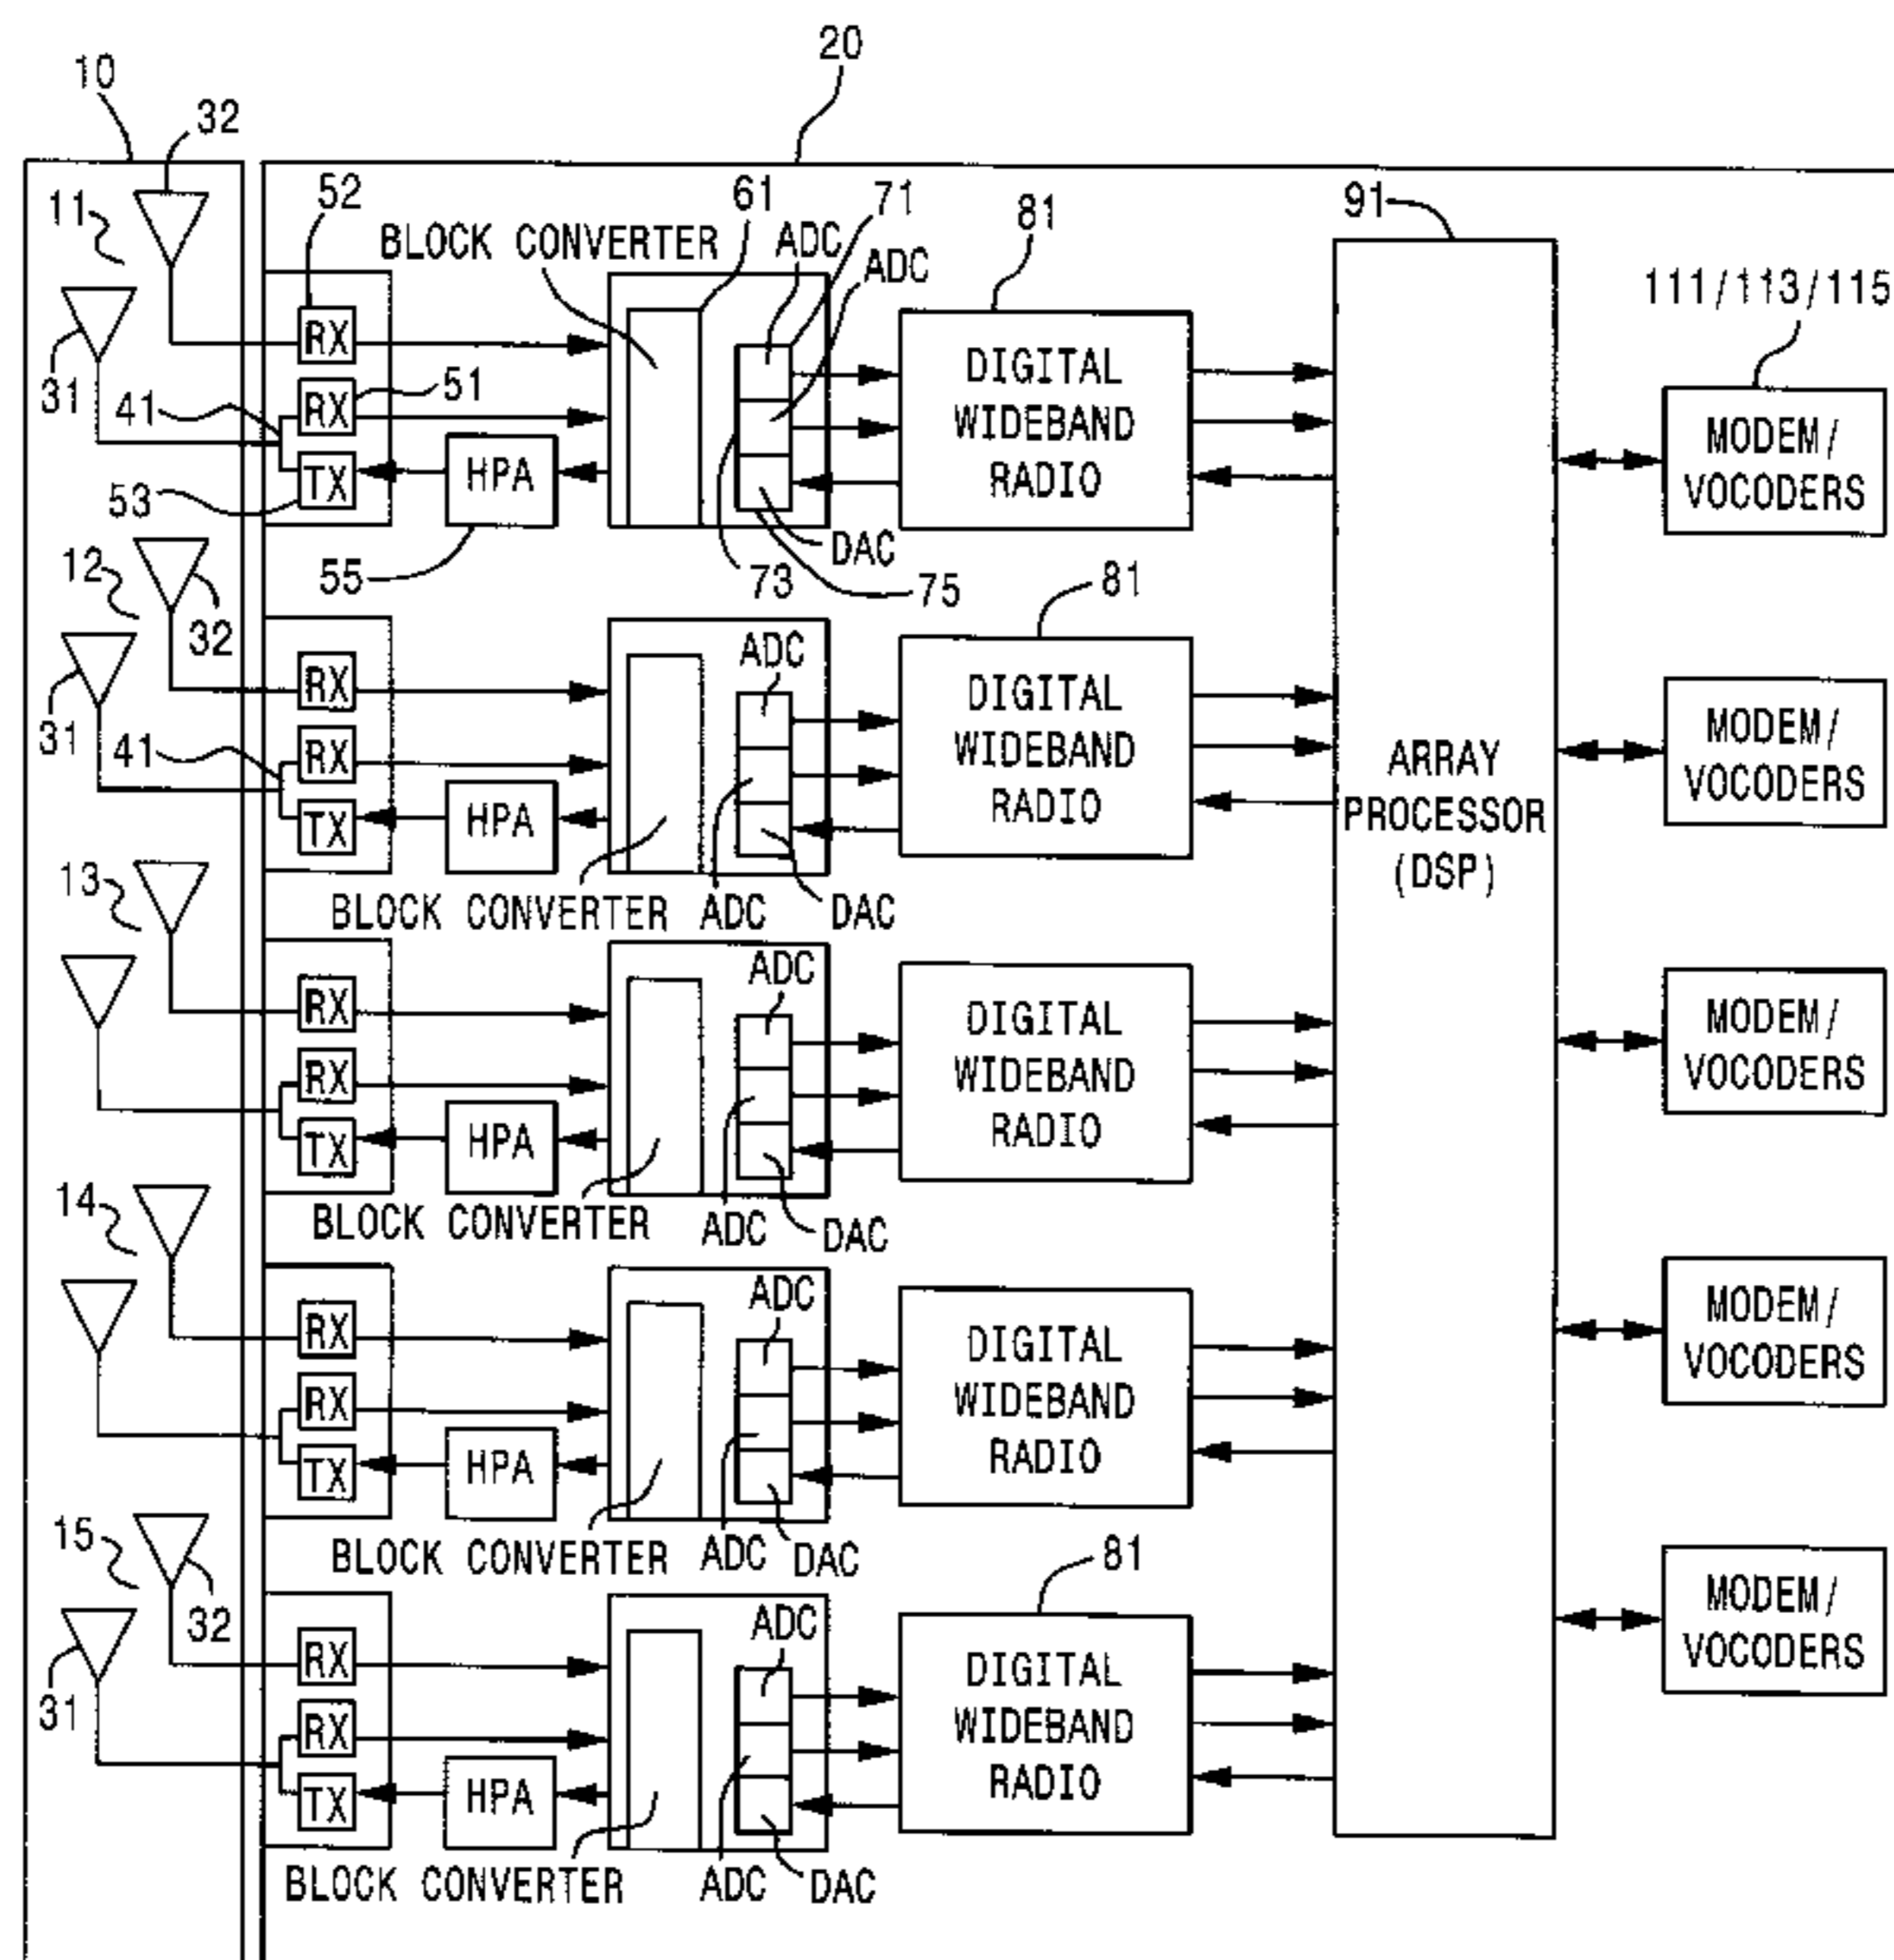 10
20
32
11
52
BLOCK CONVERTER
61
ADC
71
ADC
81
91
111/113/115
RX
31
41
RX
51
TX
53
HPA
55
73
DAC
75
DIGITAL
WIDEBAND
RADIO
MODEM/
VOCODERS
12
32
31
41
RX
RX
TX
HPA
BLOCK CONVERTER
ADC
ADC
DAC
81
DIGITAL
WIDEBAND
RADIO
ARRAY
PROCESSOR
(DSP)
MODEM/
VOCODERS
13
RX
RX
TX
HPA
BLOCK CONVERTER
ADC
ADC
DAC
DIGITAL
WIDEBAND
RADIO
MODEM/
VOCODERS
14
RX
RX
TX
HPA
BLOCK CONVERTER
ADC
ADC
DAC
DIGITAL
WIDEBAND
RADIO
MODEM/
VOCODERS
15
32
31
RX
RX
TX
HPA
BLOCK CONVERTER
ADC
ADC
DAC
81
DIGITAL
WIDEBAND
RADIO
MODEM/
VOCODERS